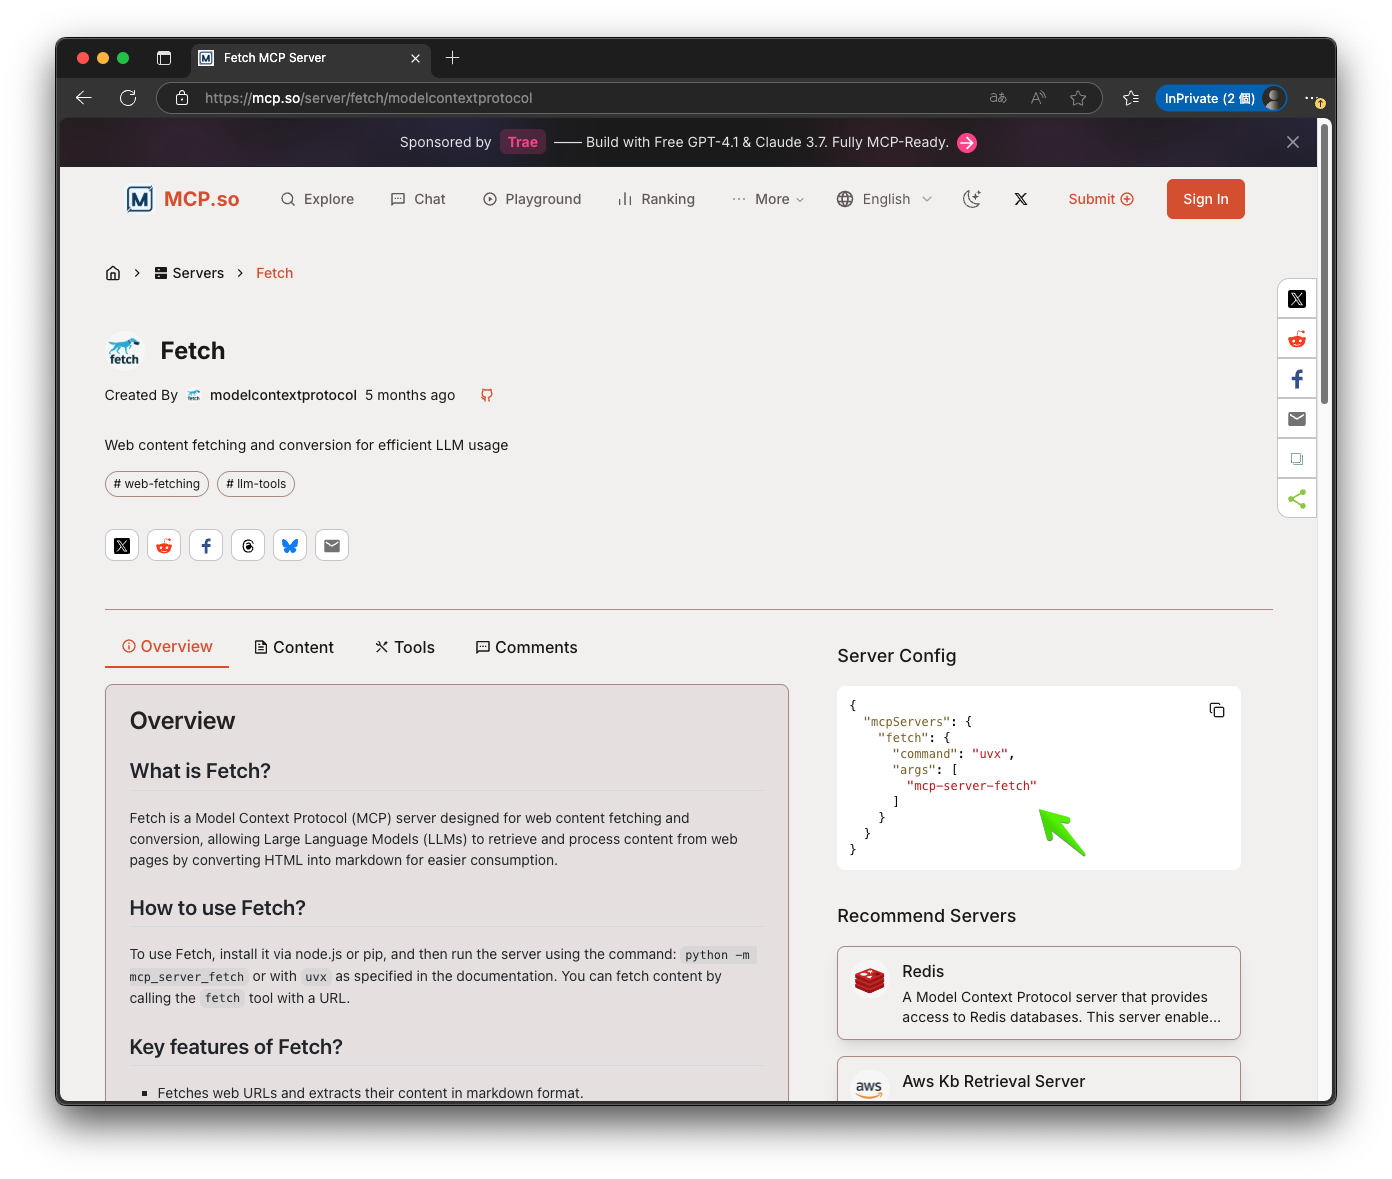 Fetch MCP Server
https://mcp.so/server/fetch/modelcontextprotocol
aあ
A
InPrivate (2 個)
Sponsored by Trae —— Build with Free GPT-4.1 & Claude 3.7. Fully MCP-Ready.
M MCP.so
Explore
Chat
Playground
Ranking
More
English
Submit
Sign In
Servers
Fetch
fetch
Fetch
Created By modelcontextprotocol 5 months ago
Web content fetching and conversion for efficient LLM usage
# web-fetching
# llm-tools
Overview
Content
Tools
Comments
Overview
What is Fetch?
Fetch is a Model Context Protocol (MCP) server designed for web content fetching and
conversion, allowing Large Language Models (LLMs) to retrieve and process content from web
pages by converting HTML into markdown for easier consumption.
How to use Fetch?
To use Fetch, install it via node.js or pip, and then run the server using the command: python -m
mcp_server_fetch or with uvx as specified in the documentation. You can fetch content by
calling the fetch tool with a URL.
Key features of Fetch?
Fetches web URLs and extracts their content in markdown format.
Server Config
{
"mcpServers": {
"fetch": {
"command": "uvx",
"args": [
"mcp-server-fetch"
]
}
}
}
Recommend Servers
Redis
A Model Context Protocol server that provides
access to Redis databases. This server enable...
aws
Aws Kb Retrieval Server